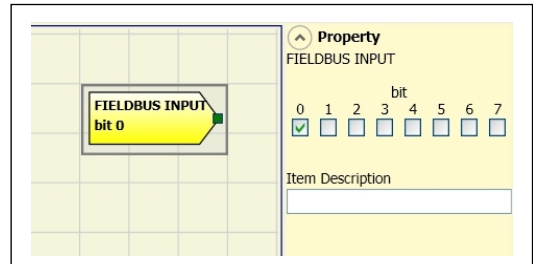 FIELDBUS INPUT
bit 0
Property
FIELDBUS INPUT
bit
0 1 2 3 4 5 6 7
Item Description